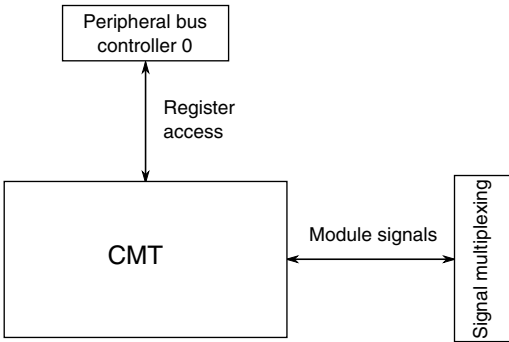 Peripheral bus
controller 0
Register
access
CMT
Module signals
Signal multiplexing